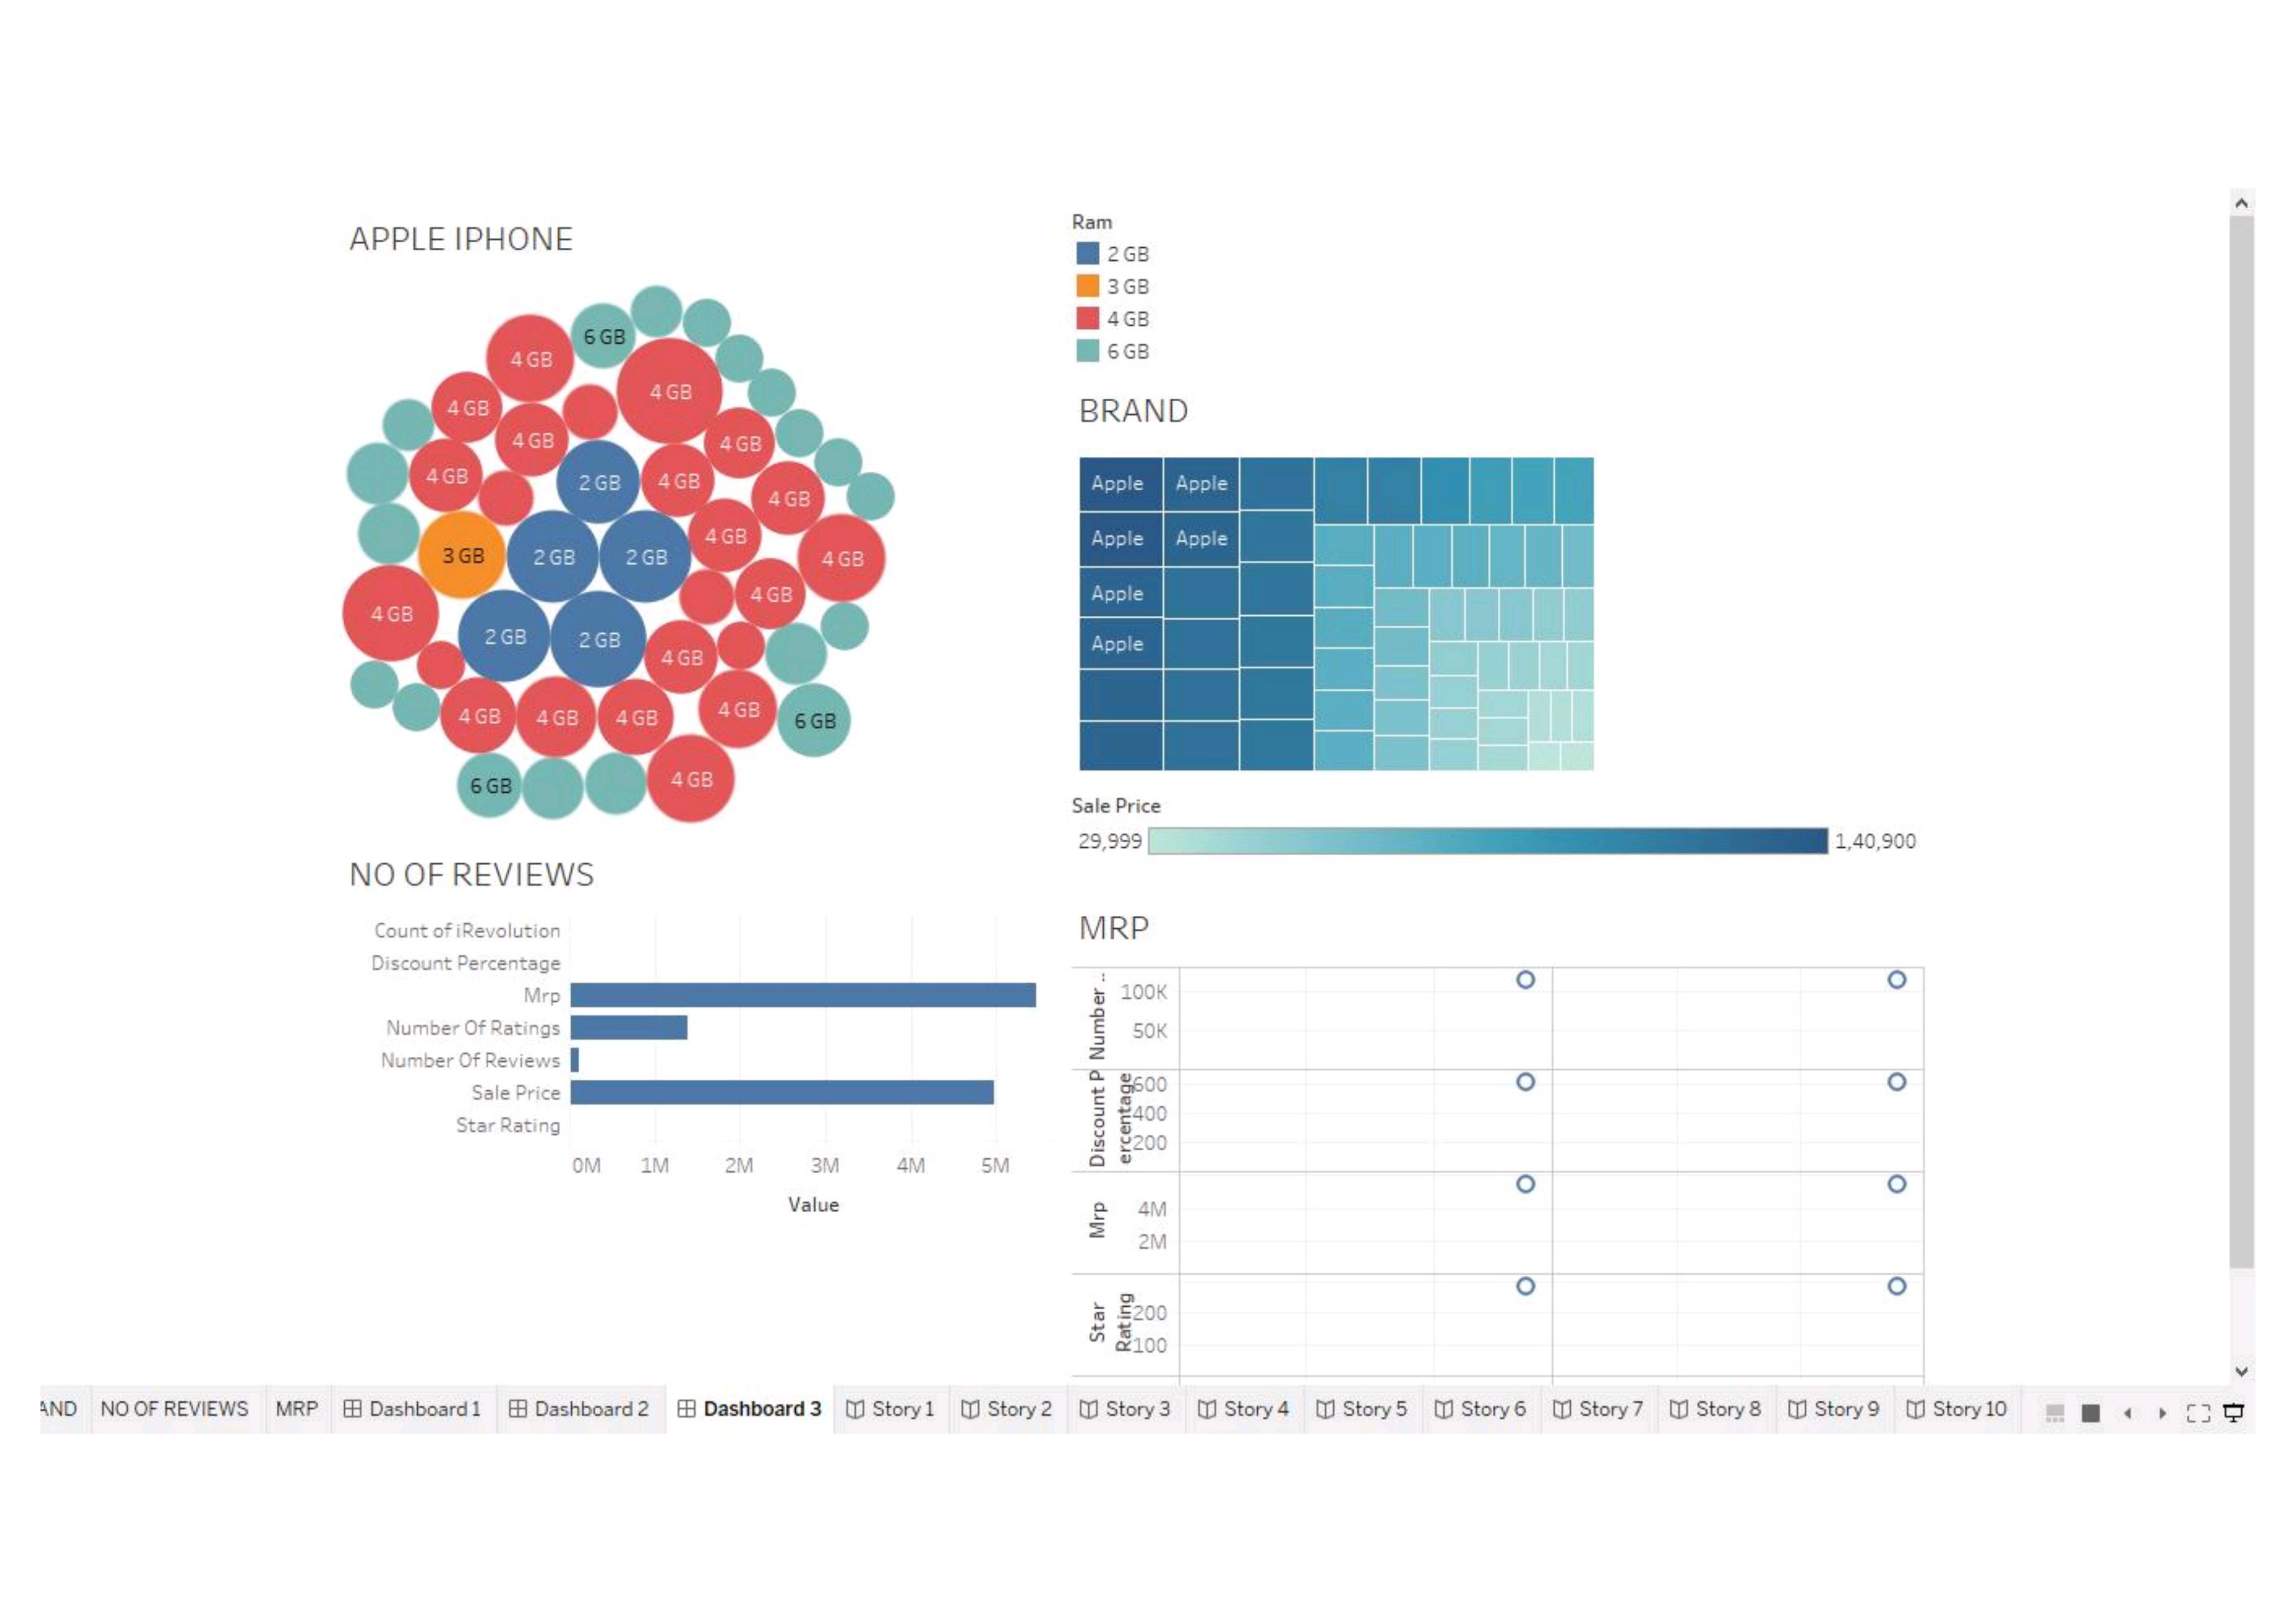 APPLE IPHONE
6 GB
4 GB
4 GB
4 GB
4 GB
4 GB
4 GB
2 GB
4 GB
4 GB
4 GB
3 GB
2 GB
2 GB
4 GB
4 GB
4 GB
2 GB
2 GB
4 GB
4 GB
4 GB
4 GB
4 GB
4 GB
6 GB
6 GB
4 GB
Ram
2 GB
3 GB
4 GB
6 GB
BRAND
Apple Apple
Apple Apple
Apple
Apple
Sale Price
29,999 1,40,900
NO OF REVIEWS
Count of iRevolution
Discount Percentage
Mrp
Number Of Ratings
Number Of Reviews
Sale Price
Star Rating
0M 1M 2M 3M 4M 5M
Value
MRP
Number ..
100K
50K
Discount P
ercentage
600
400
200
Mrp
4M
2M
Star
Rating
200
100
AND NO OF REVIEWS MRP Dashboard 1 Dashboard 2 Dashboard 3 Story 1 Story 2 Story 3 Story 4 Story 5 Story 6 Story 7 Story 8 Story 9 Story 10